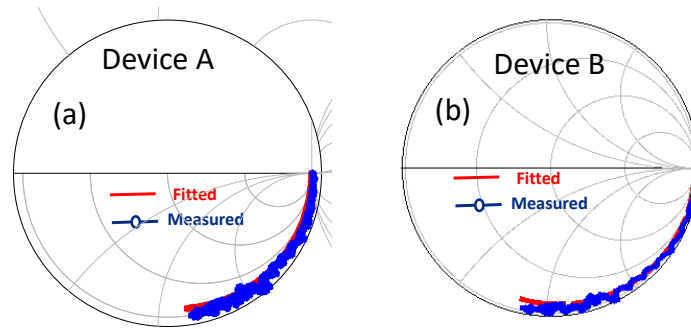 Device A
(a)
Fitted
Measured
Device B
(b)
Fitted
Measured